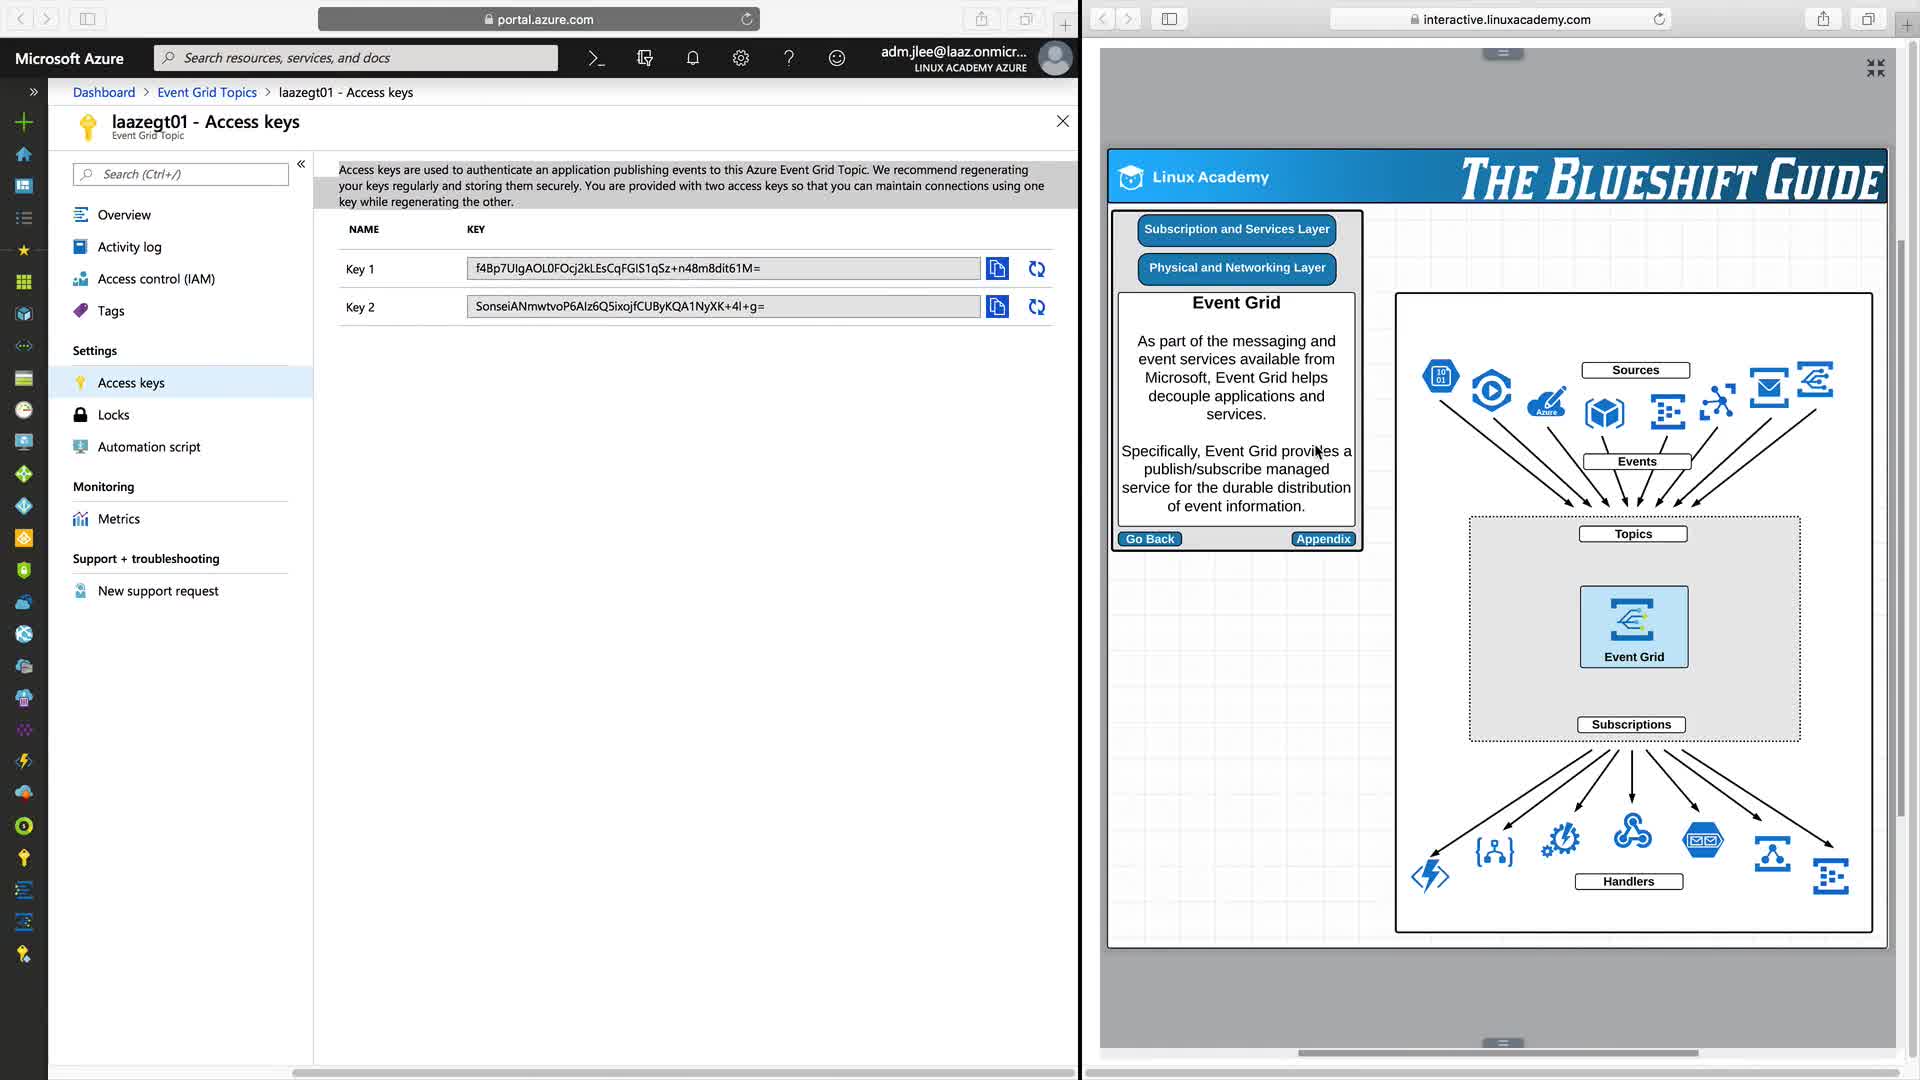 portal.azure.com
Microsoft Azure
Search resources, services, and docs
adm.jlee@laaz.onmicr...
LINUX ACADEMY AZURE
Dashboard > Event Grid Topics > laazegt01 - Access keys
laazegt01 - Access keys
Event Grid Topic
Search (Ctrl+/)
Overview
Activity log
Access control (IAM)
Tags
Settings
Access keys
Locks
Automation script
Monitoring
Metrics
Support + troubleshooting
New support request
Access keys are used to authenticate an application publishing events to this Azure Event Grid Topic. We recommend regenerating
your keys regularly and storing them securely. You are provided with two access keys so that you can maintain connections using one
key while regenerating the other.
NAME KEY
Key 1
Key 2
interactive.linuxacademy.com
Linux Academy
THE BLUESHIFT GUIDE
Subscription and Services Layer
Physical and Networking Layer
Event Grid
As part of the messaging and
event services available from
Microsoft, Event Grid helps
decouple applications and
services.
Specifically, Event Grid provides a
publish/subscribe managed
service for the durable distribution
of event information.
Go Back
Appendix
Sources
10
01
Azure
Events
Topics
Event Grid
Subscriptions
Handlers